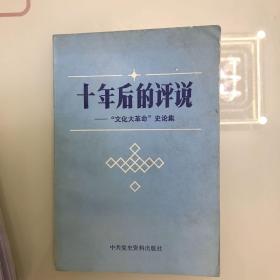 十年后的评说
——“文化大革命”史论集
中共党史资料出版社